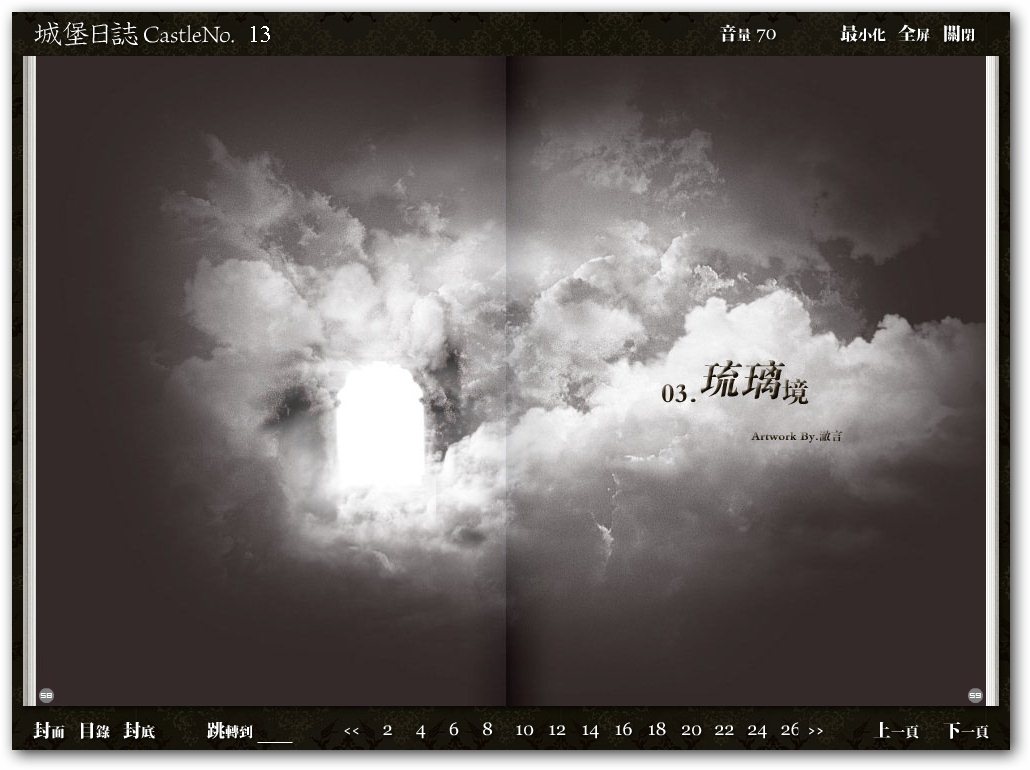 城堡日誌 CastleNo. 13
音量 70
最小化 全屏 關閉
03.琉璃境
Artwork By.澈言
58
59
封面 目錄 封底
跳轉到
<< 2 4 6 8 10 12 14 16 18 20 22 24 26 >>
上一頁 下一頁